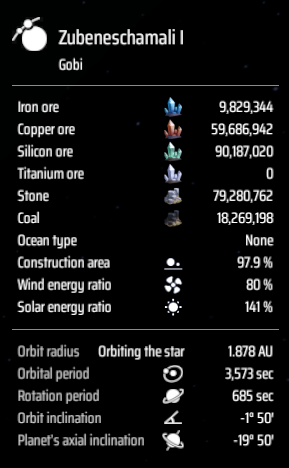 Zubeneschamali I
Gobi
Iron ore 9,829,344
Copper ore 59,686,942
Silicon ore 90,187,020
Titanium ore 0
Stone 79,280,762
Coal 18,269,198
Ocean type None
Construction area 97.9 %
Wind energy ratio 80 %
Solar energy ratio 141 %
Orbit radius Orbiting the star 1.878 AU
Orbital period 3,573 sec
Rotation period 685 sec
Orbit inclination -1° 50'
Planet's axial inclination -19° 50'